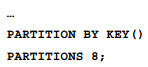 …
PARTITION BY KEY()
PARTITIONS 8;